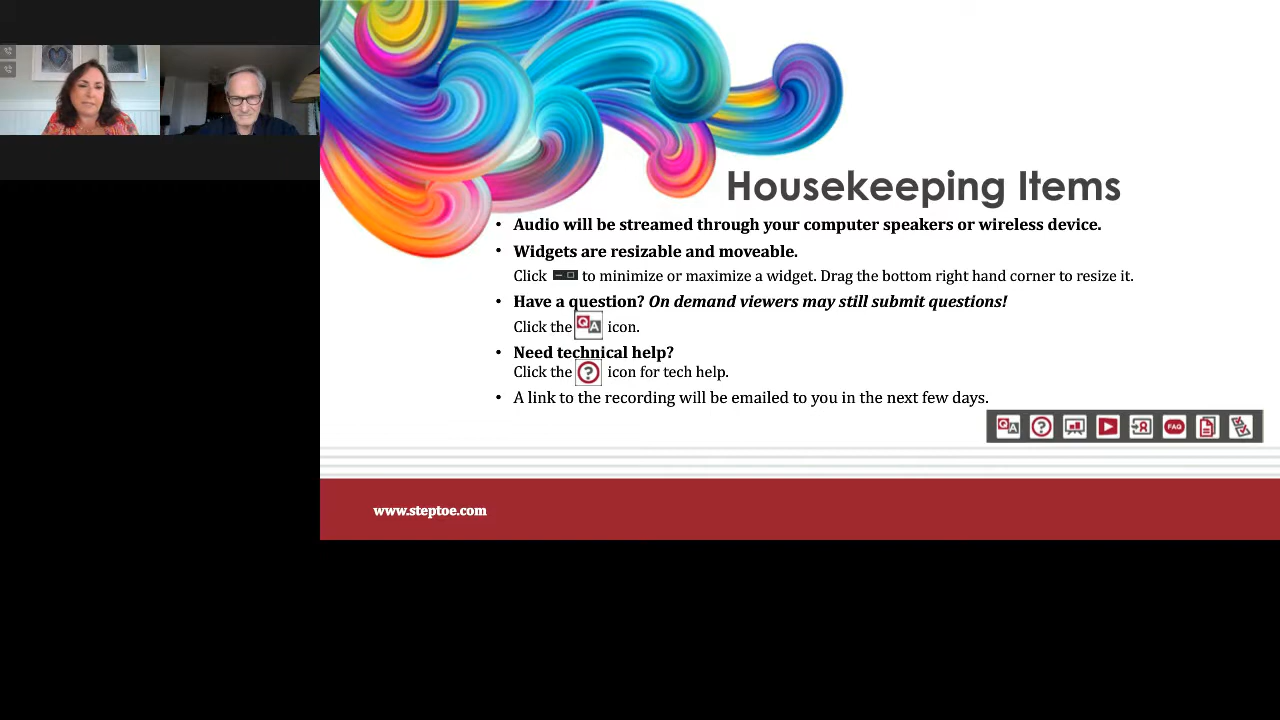 Housekeeping Items
• Audio will be streamed through your computer speakers or wireless device.
• Widgets are resizable and moveable.
Click to minimize or maximize a widget. Drag the bottom right hand corner to resize it.
• Have a question? On demand viewers may still submit questions!
Click the QA icon.
• Need technical help?
Click the ? icon for tech help.
• A link to the recording will be emailed to you in the next few days.
QA ? FAQ
www.steptoe.com